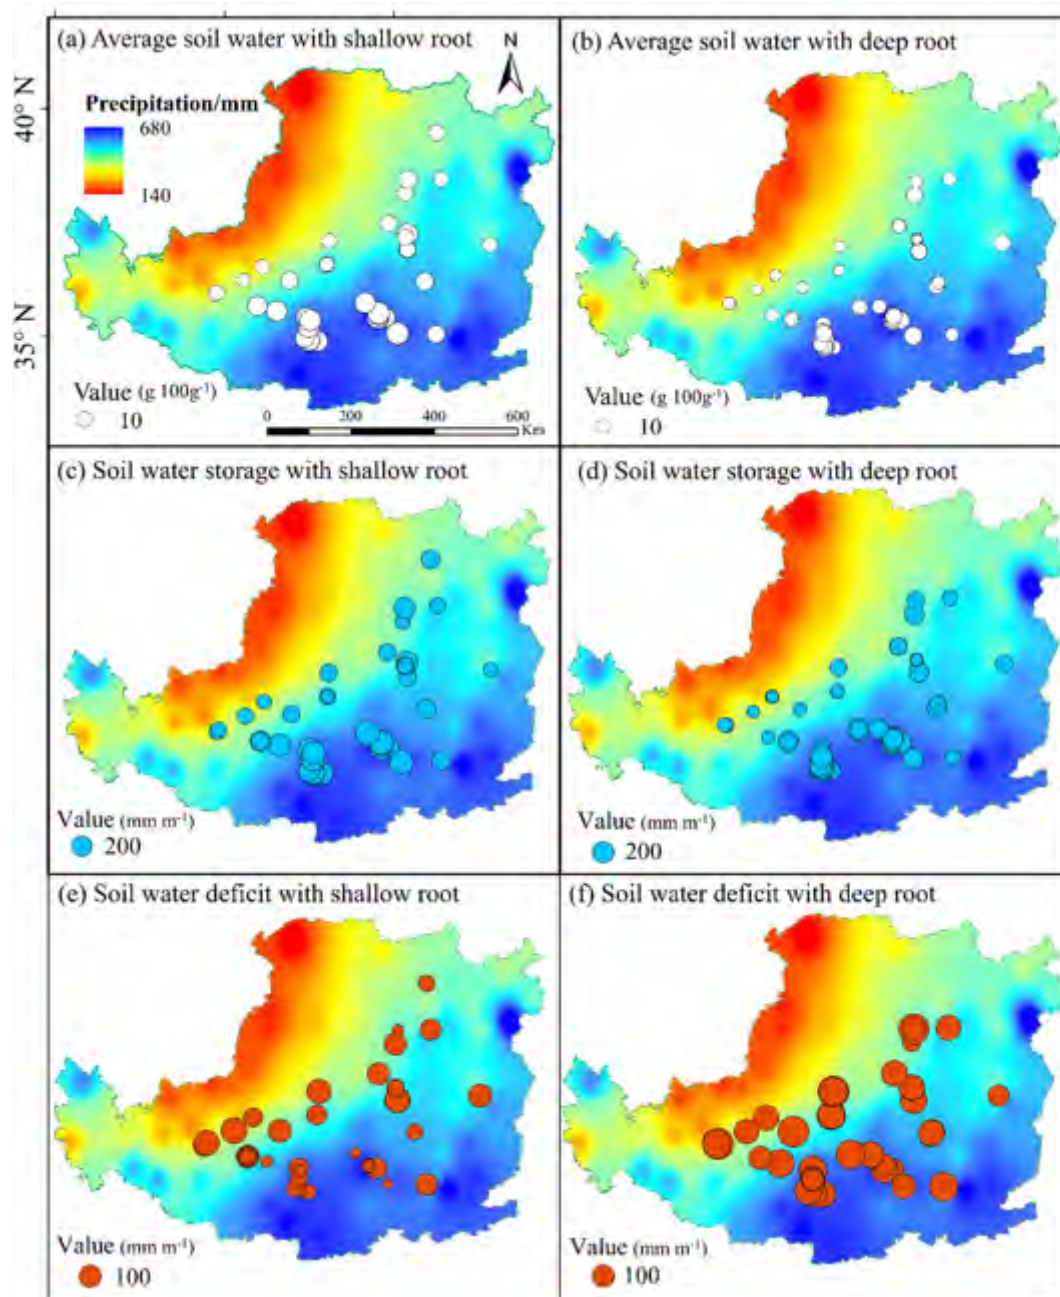 (a) Average soil water with shallow root
N
Precipitation/mm
680
140
40° N
35° N
Value (g 100g⁻¹)
10
0 200 400 600
Km
(b) Average soil water with deep root
Value (g 100g⁻¹)
10
(c) Soil water storage with shallow root
Value (mm m⁻¹)
200
(d) Soil water storage with deep root
Value (mm m⁻¹)
200
(e) Soil water deficit with shallow root
Value (mm m⁻¹)
100
(f) Soil water deficit with deep root
Value (mm m⁻¹)
100